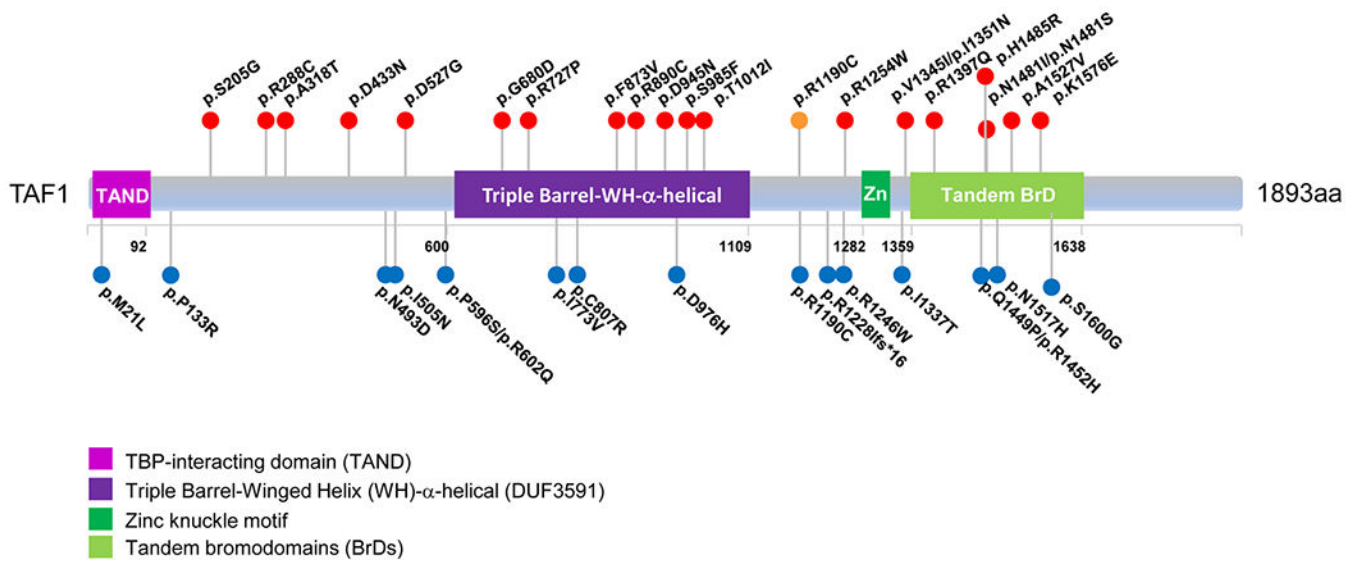 p.S205G
p.R288C
p.A318T
p.D433N
p.D527G
p.G680D
p.R727P
p.F873V
p.R890C
p.D945N
p.S985F
p.T1012I
p.R1190C
p.R1254W
p.V1345I/p.I1351N
p.R1397Q
p.H1485R
p.N1481I/p.N1481S
p.A1527V
p.K1576E
TAF1
TAND
Triple Barrel-WH-α-helical
Zn
Tandem BrD
1893aa
92
600
1109
1282
1359
1638
p.M21L
p.P133R
p.N493D
p.I505N
p.P596S/p.R602Q
p.I773V
p.C807R
p.D976H
p.R1190C
p.R1228Ifs*16
p.R1246W
p.I1337T
p.Q1449P/p.R1452H
p.N1517H
p.S1600G
TBP-interacting domain (TAND)
Triple Barrel-Winged Helix (WH)-α-helical (DUF3591)
Zinc knuckle motif
Tandem bromodomains (BrDs)